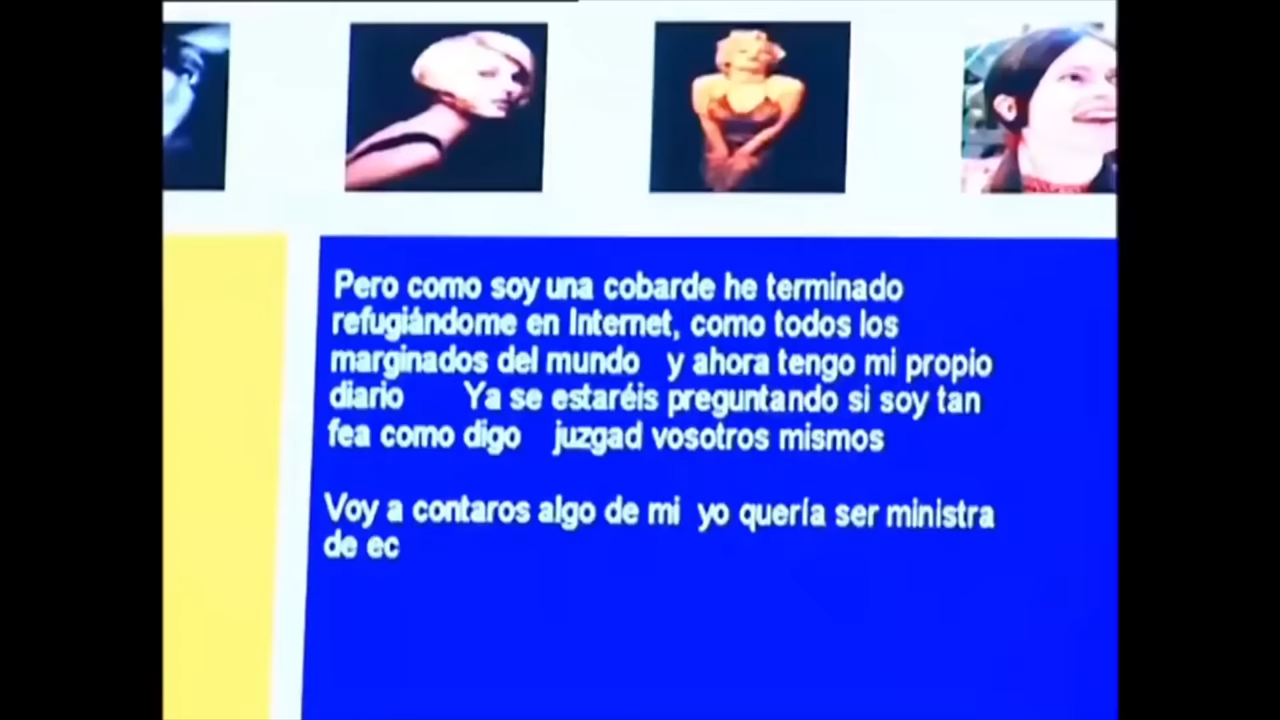 Pero como soy una cobarde he terminado
refugiándome en Internet, como todos los
marginados del mundo y ahora tengo mi propio
diario Ya se estaréis preguntando si soy tan
fea como digo juzgad vosotros mismos
Voy a contaros algo de mi yo quería ser ministra
de ec